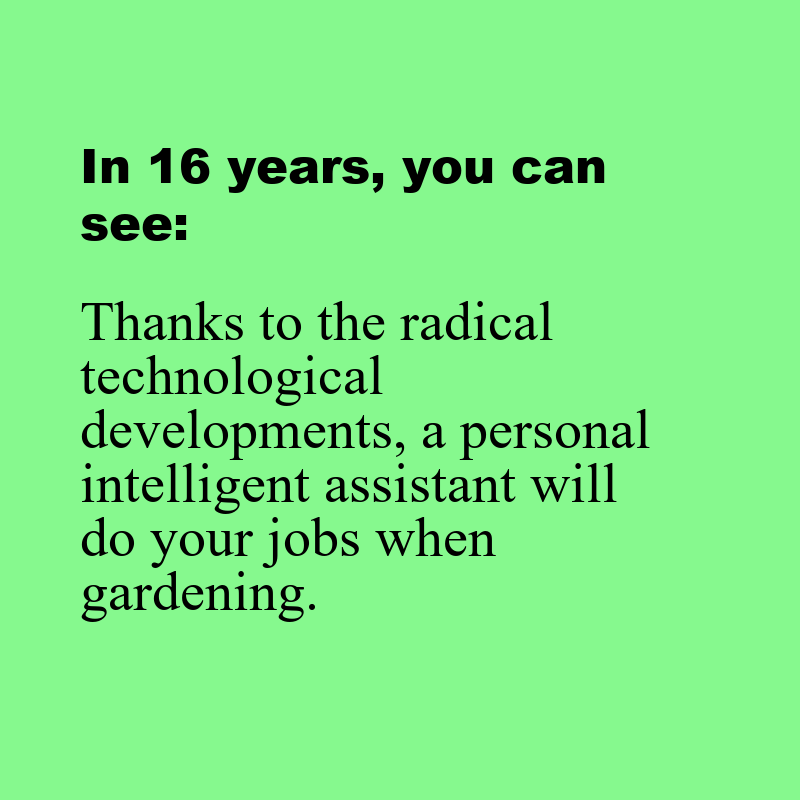 In 16 years, you can
see:
Thanks to the radical
technological
developments, a personal
intelligent assistant will
do your jobs when
gardening.